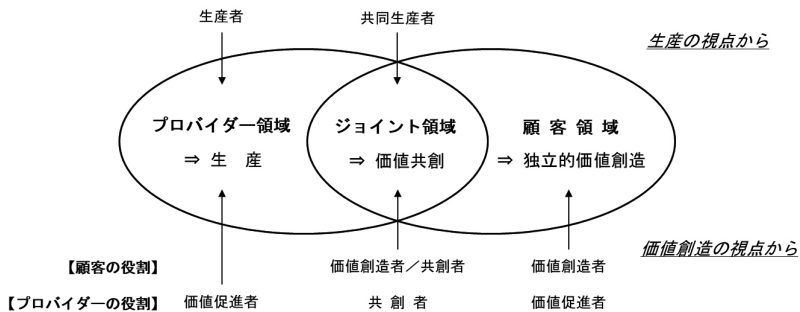 生産者 共同生産者
生産の視点から
プロバイダー領域 ジョイント領域 顧 客 領 域
⇒ 生 産 ⇒ 価値共創 ⇒ 独立的価値創造
価値創造の視点から
【顧客の役割】 価値創造者／共創者 価値創造者
【プロバイダーの役割】 価値促進者 共 創 者 価値促進者